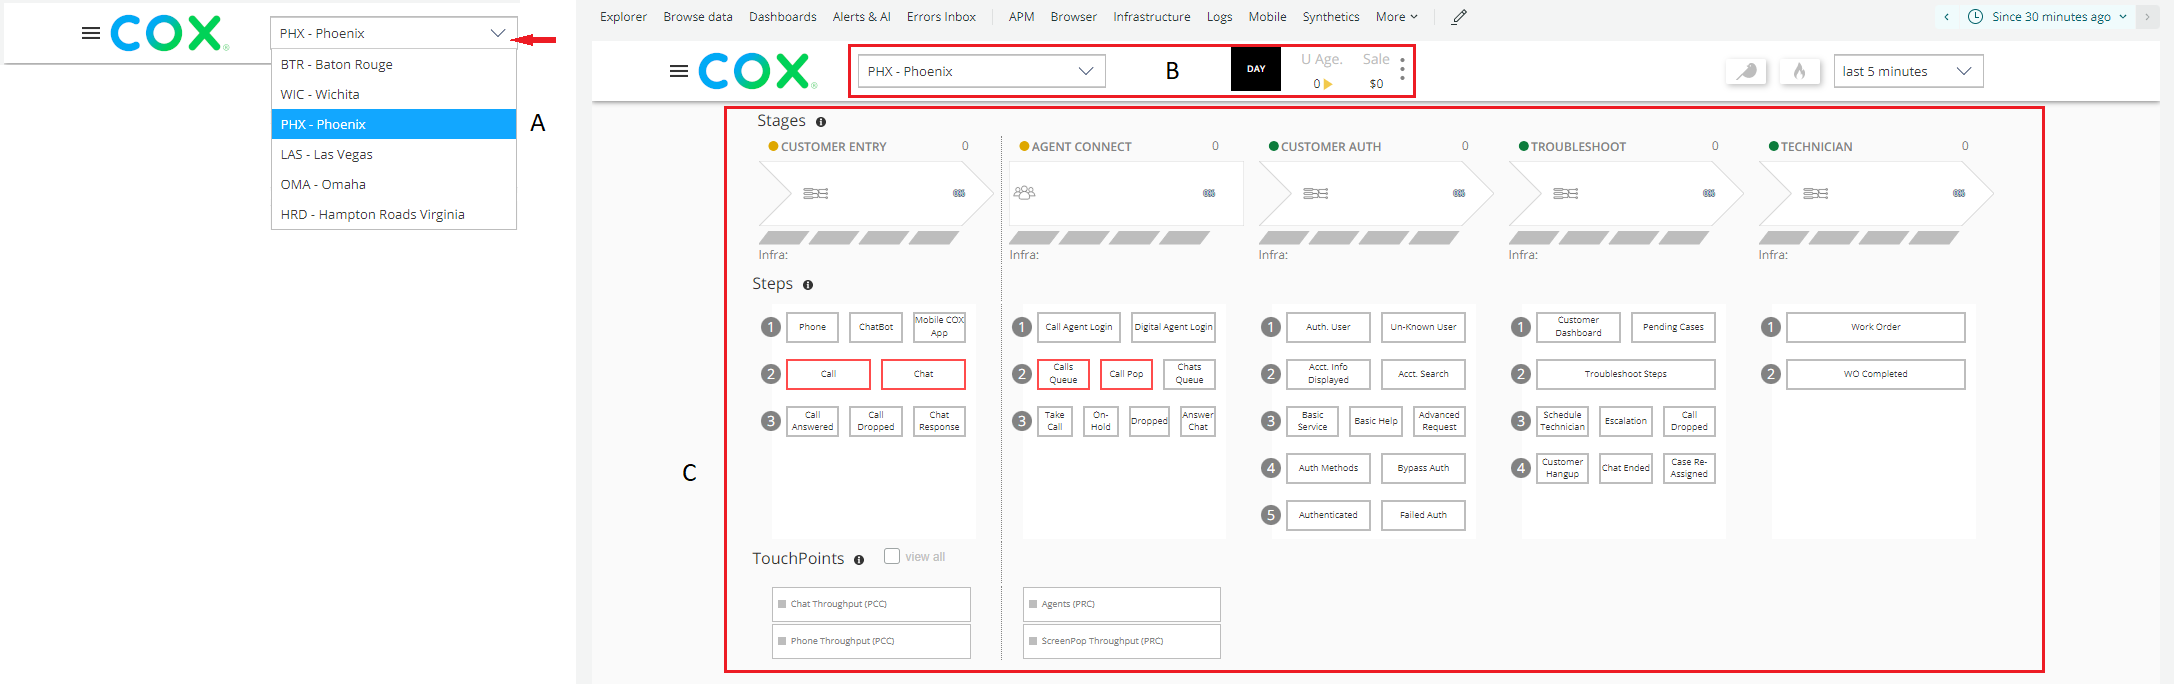 COX
PHX - Phoenix
BTR - Baton Rouge
WIC - Wichita
PHX - Phoenix
LAS - Las Vegas
OMA - Omaha
HRD - Hampton Roads Virginia
A
Explorer Browse data Dashboards Alerts & AI Errors Inbox APM Browser Infrastructure Logs Mobile Synthetics More Since 30 minutes ago
COX PHX - Phoenix B DAY U Age. Sale last 5 minutes
0 $0
Stages
CUSTOMER ENTRY 0 AGENT CONNECT 0 CUSTOMER AUTH 0 TROUBLESHOOT 0 TECHNICIAN 0
0% 0% 0% 0% 0%
Infra: Infra: Infra: Infra: Infra:
Steps
1 Phone ChatBot Mobile COX App
2 Call Chat
3 Call Answered Call Dropped Chat Response
1 Call Agent Login Digital Agent Login
2 Calls Queue Call Pop Chats Queue
3 Take Call On-Hold Dropped Answer Chat
1 Auth. User Un-Known User
2 Acct. Info Displayed Acct. Search
3 Basic Service Basic Help Advanced Request
4 Auth Methods Bypass Auth
5 Authenticated Failed Auth
1 Customer Dashboard Pending Cases
2 Troubleshoot Steps
3 Schedule Technician Escalation Call Dropped
4 Customer Hangup Chat Ended Case Re-Assigned
1 Work Order
2 WO Completed
C
TouchPoints view all
Chat Throughput (PCC)
Phone Throughput (PCC)
Agents (PRC)
ScreenPop Throughput (PRC)